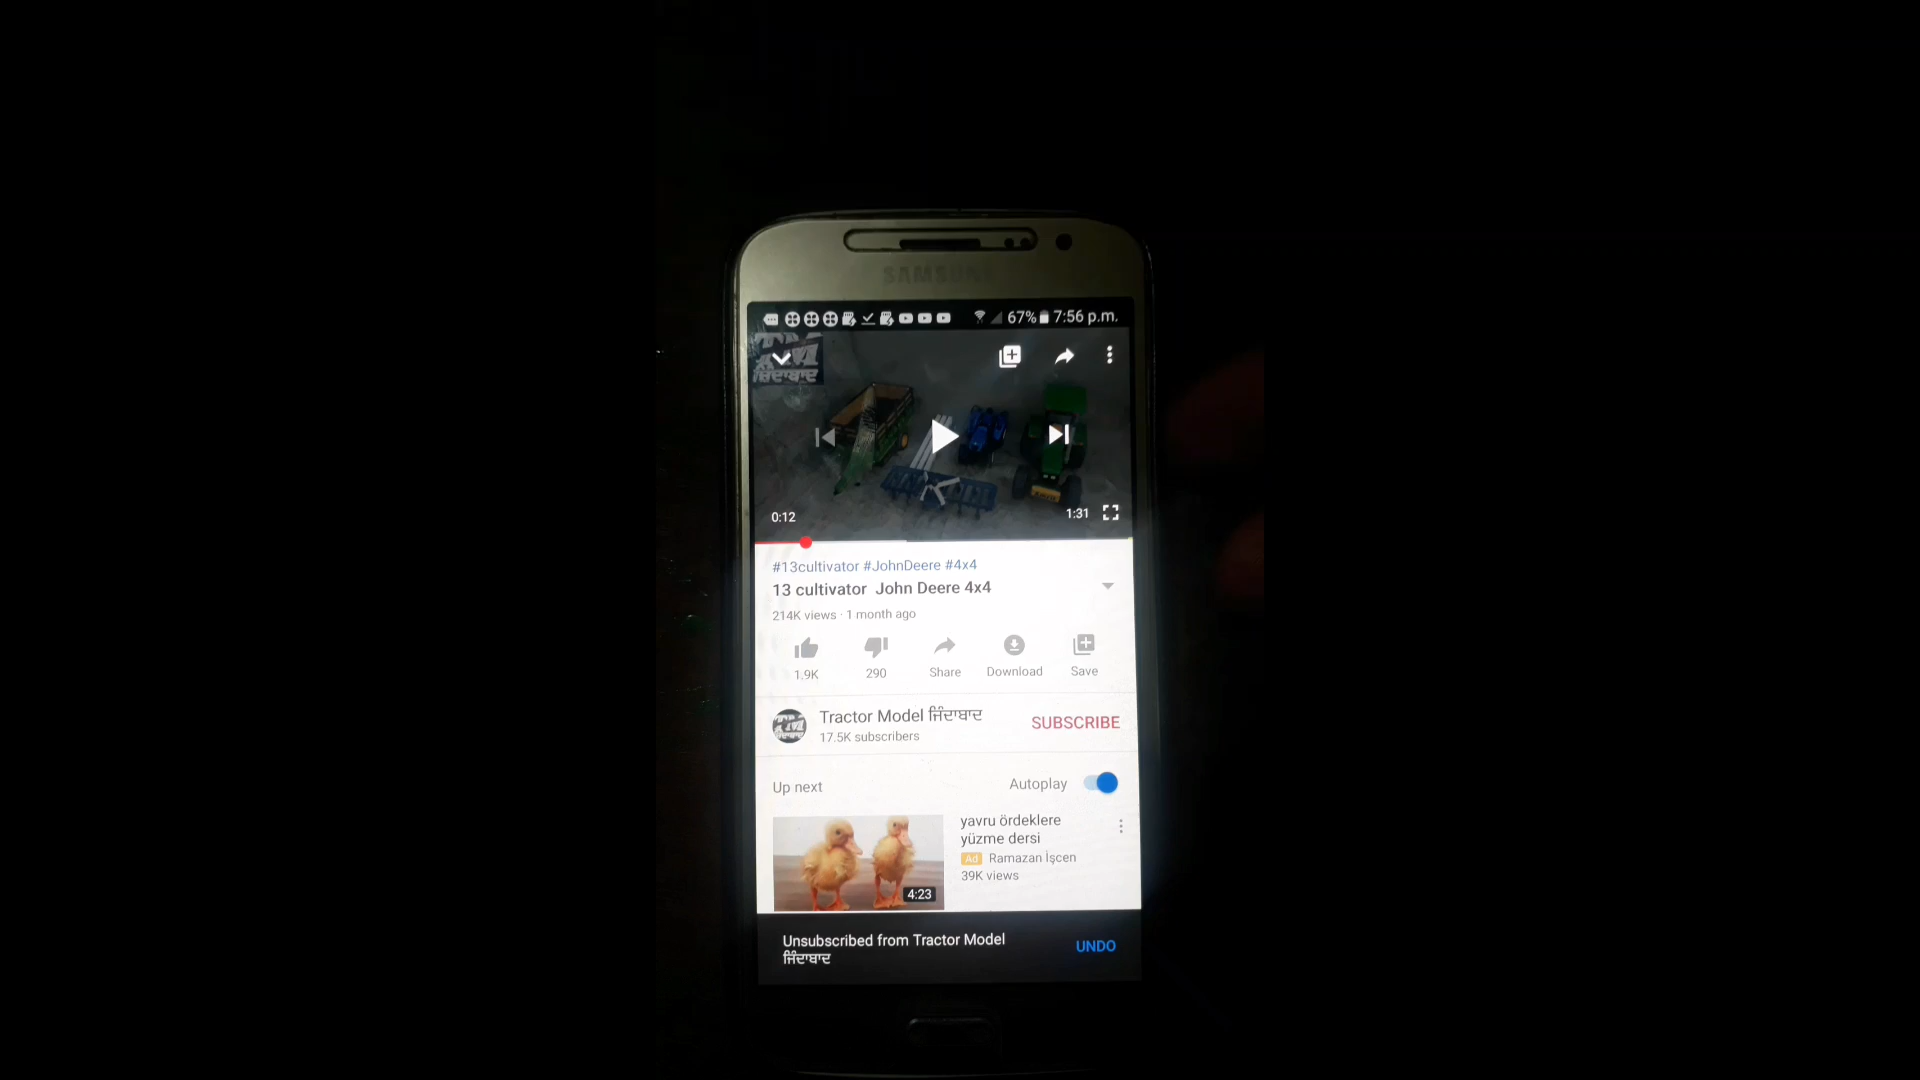 SAMSUNG
67% 7:56 p.m.
TM
ਜ਼ਿੰਦਾਬਾਦ
0:12
1:31
#13cultivator #JohnDeere #4x4
13 cultivator John Deere 4x4
214K views · 1 month ago
1.9K
290
Share
Download
Save
Tractor Model ਜ਼ਿੰਦਾਬਾਦ
SUBSCRIBE
17.5K subscribers
Up next
Autoplay
yavru ördeklere
yüzme dersi
Ad Ramazan İşcen
39K views
4:23
Unsubscribed from Tractor Model
ਜ਼ਿੰਦਾਬਾਦ
UNDO